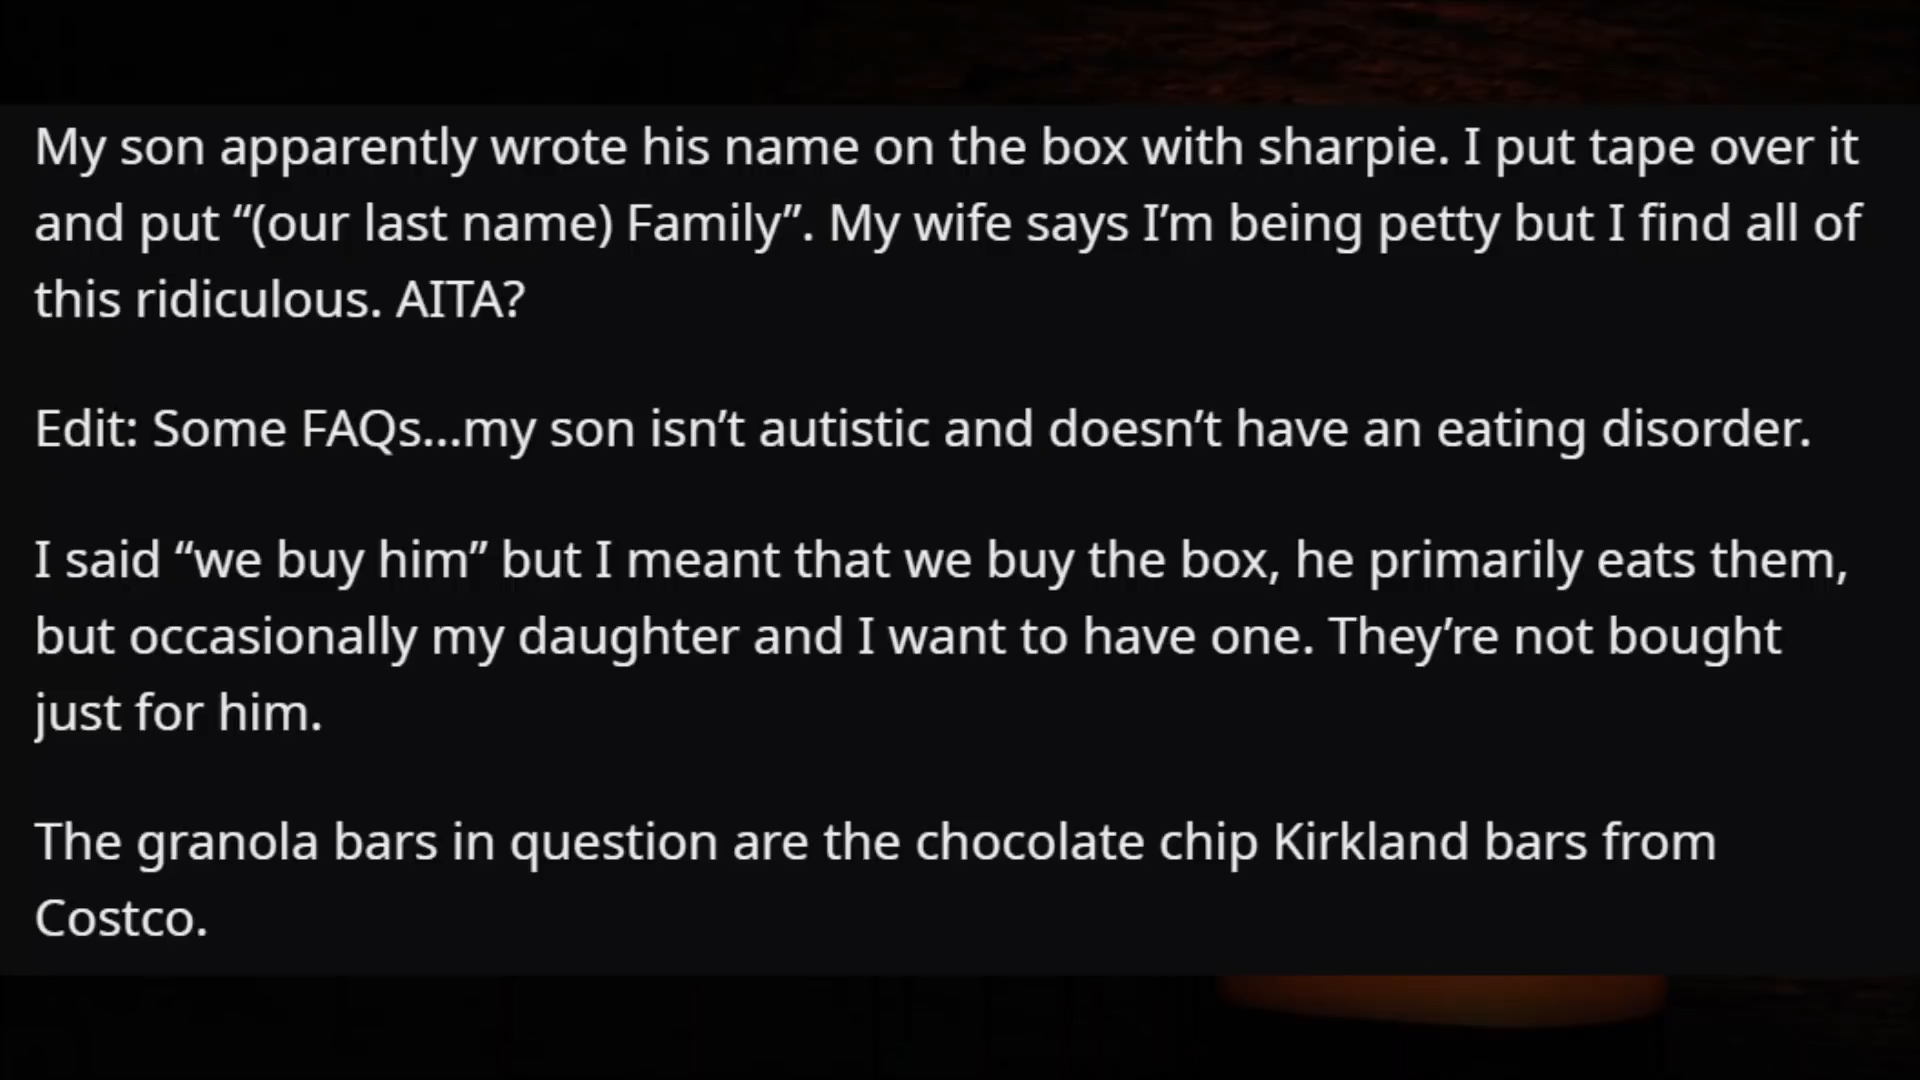 My son apparently wrote his name on the box with sharpie. I put tape over it
and put “(our last name) Family”. My wife says I’m being petty but I find all of
this ridiculous. AITA?
Edit: Some FAQs...my son isn’t autistic and doesn’t have an eating disorder.
I said “we buy him” but I meant that we buy the box, he primarily eats them,
but occasionally my daughter and I want to have one. They’re not bought
just for him.
The granola bars in question are the chocolate chip Kirkland bars from
Costco.